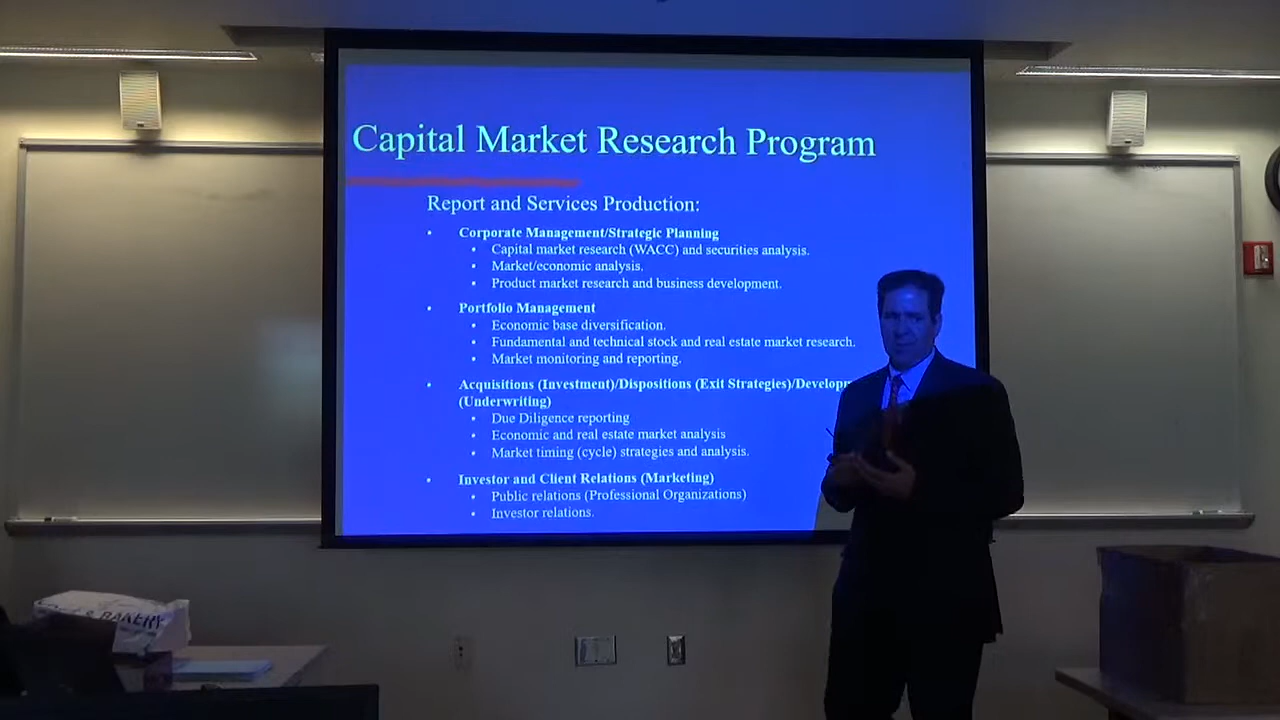 Capital Market Research Program
Report and Services Production:
Corporate Management/Strategic Planning
Capital market research (WACC) and securities analysis.
Market/economic analysis.
Product market research and business development.
Portfolio Management
Economic base diversification.
Fundamental and technical stock and real estate market research.
Market monitoring and reporting.
Acquisitions (Investment)/Dispositions (Exit Strategies)/Develop
(Underwriting)
Due Diligence reporting
Economic and real estate market analysis
Market timing (cycle) strategies and analysis.
Investor and Client Relations (Marketing)
Public relations (Professional Organizations)
Investor relations.
& BAKERY